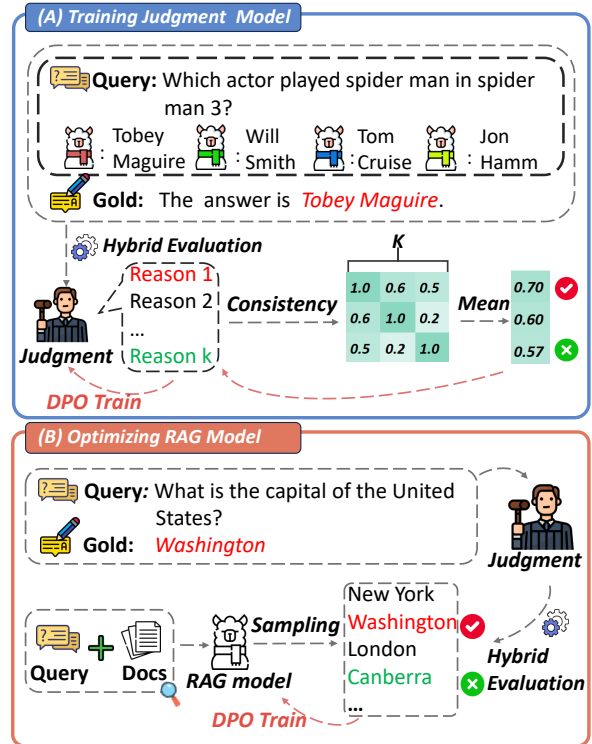 (A) Training Judgment Model
Query: Which actor played spider man in spider
man 3?
: Tobey Maguire
: Will Smith
: Tom Cruise
: Jon Hamm
Gold: The answer is Tobey Maguire.
Hybrid Evaluation
K
Reason 1
Reason 2
...
Reason k
Judgment
Consistency
1.0 0.6 0.5
0.6 1.0 0.2
0.5 0.2 1.0
Mean
0.70
0.60
0.57
DPO Train
(B) Optimizing RAG Model
Query: What is the capital of the United
States?
Gold: Washington
Judgment
Query
Docs
RAG model
Sampling
New York
Washington
London
Canberra
...
Hybrid
Evaluation
DPO Train